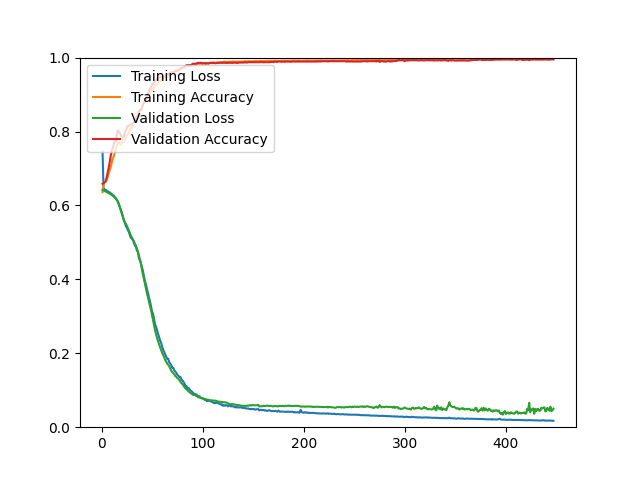 1.0
0.8
0.6
0.4
0.2
0.0
Training Loss
Training Accuracy
Validation Loss
Validation Accuracy
0 100 200 300 400